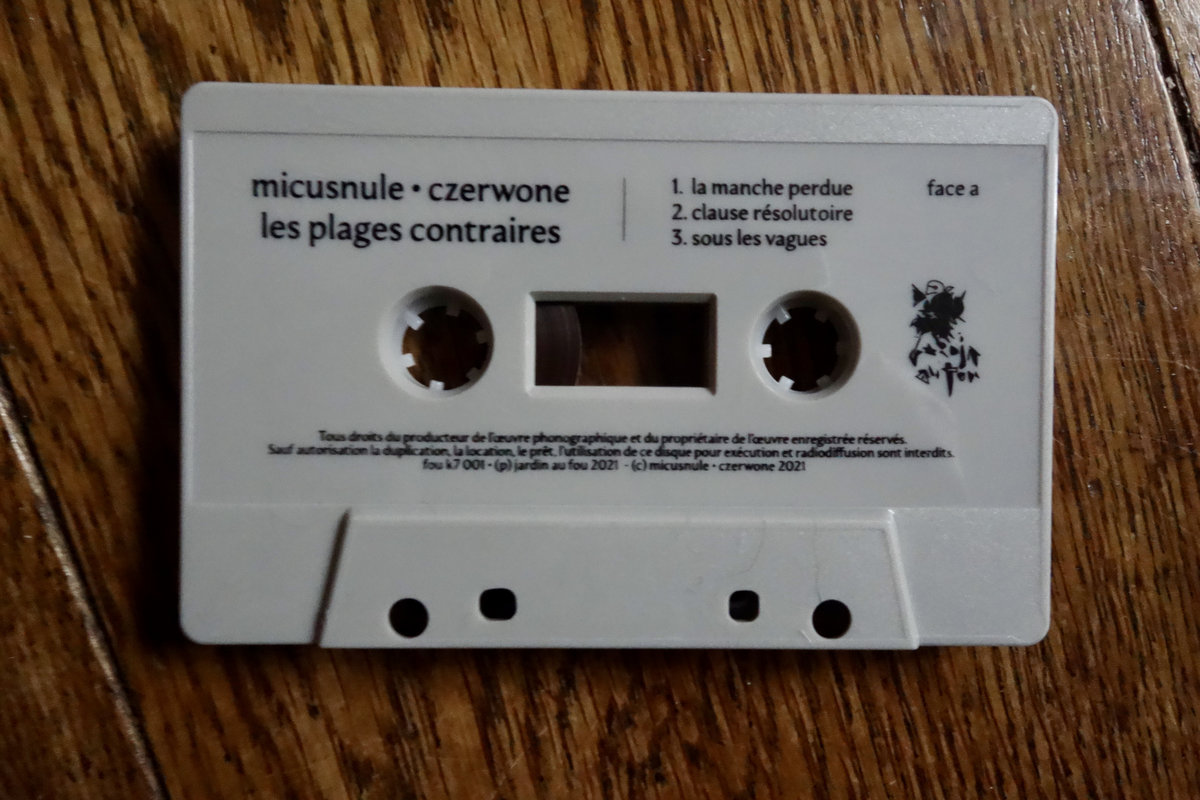 micusnule • czerwone
les plages contraires
1. la manche perdue
2. clause résolutoire
3. sous les vagues
face a
Tous droits du producteur de l'œuvre phonographique et du propriétaire de l'œuvre enregistrée réservés.
Sauf autorisation la duplication, la location, le prêt, l'utilisation de ce disque pour exécution et radiodiffusion sont interdits.
fou k7 001 • (p) jardin au fou 2021 - (c) micusnule • czerwone 2021